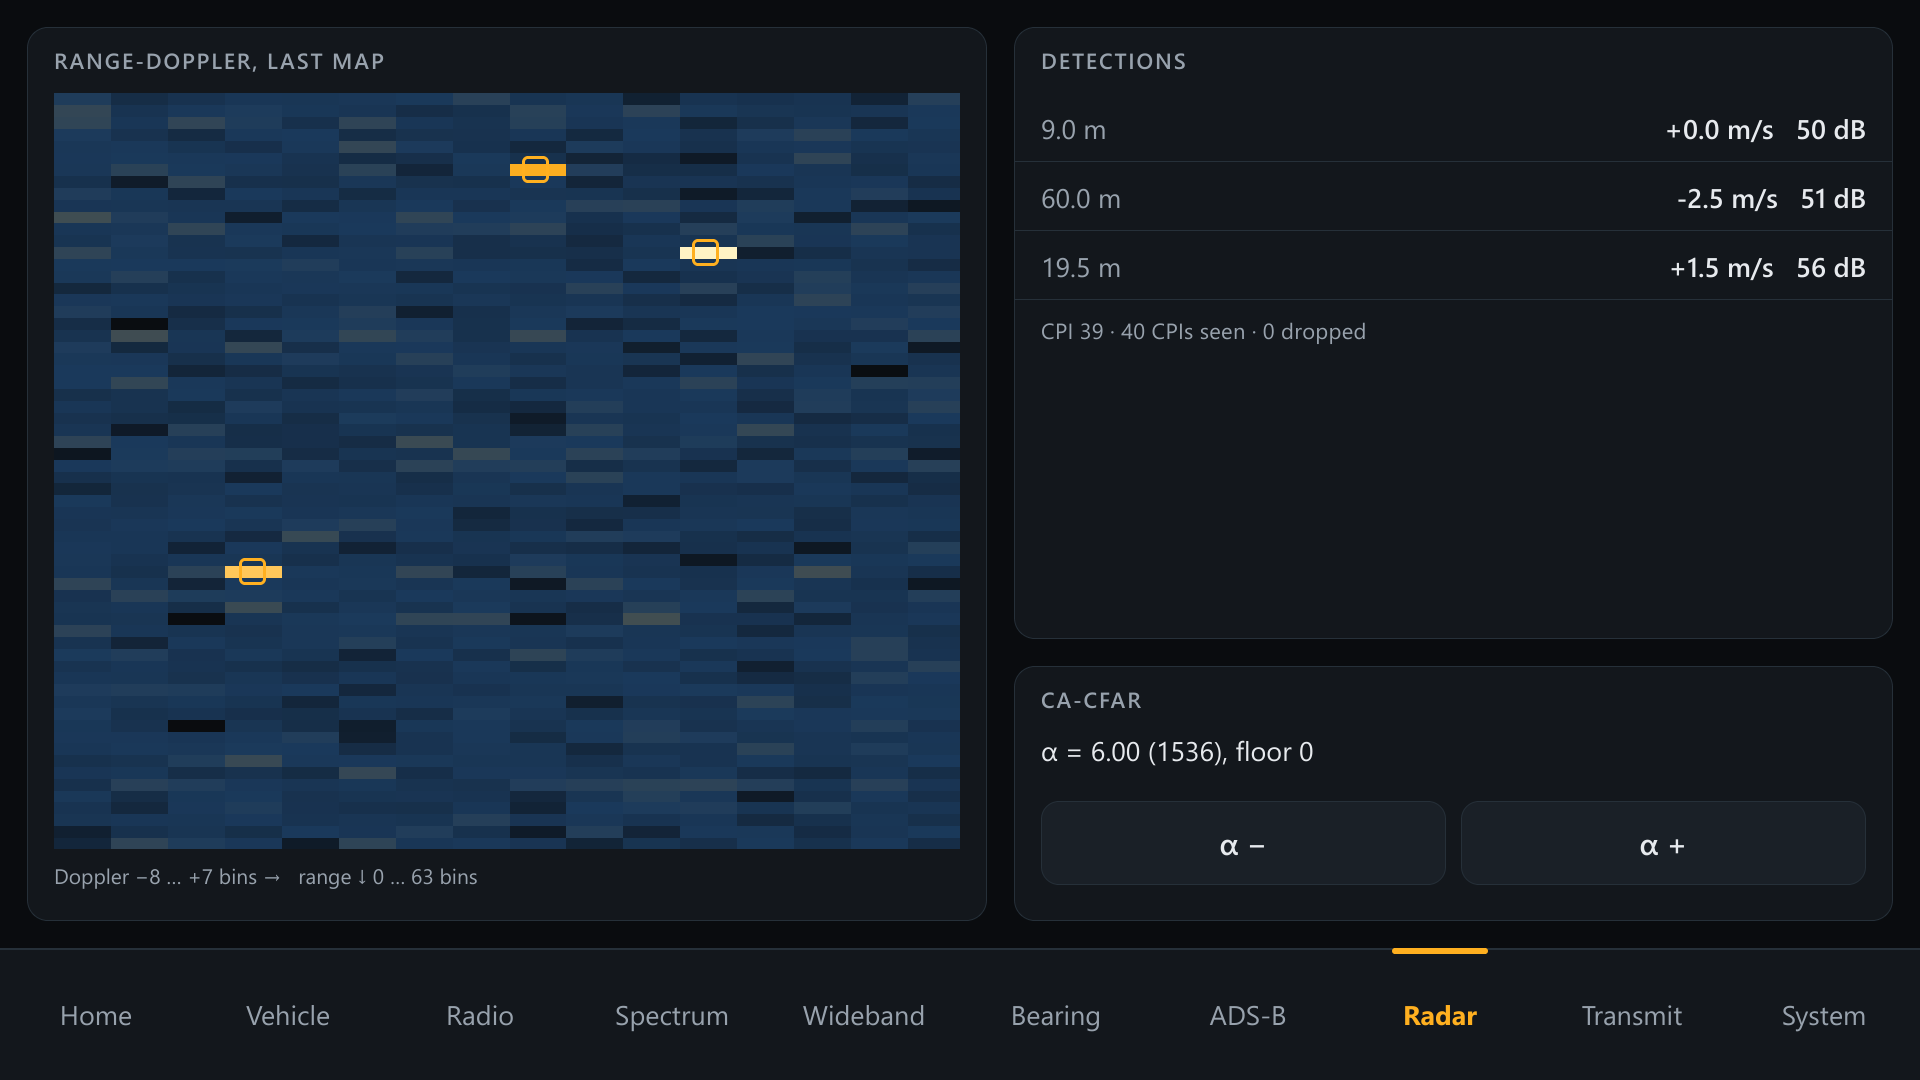 RANGE-DOPPLER, LAST MAP
Doppler −8 … +7 bins → range ↓ 0 … 63 bins
DETECTIONS
9.0 m +0.0 m/s 50 dB
60.0 m -2.5 m/s 51 dB
19.5 m +1.5 m/s 56 dB
CPI 39 · 40 CPIs seen · 0 dropped
CA-CFAR
α = 6.00 (1536), floor 0
α − α +
Home Vehicle Radio Spectrum Wideband Bearing ADS-B Radar Transmit System